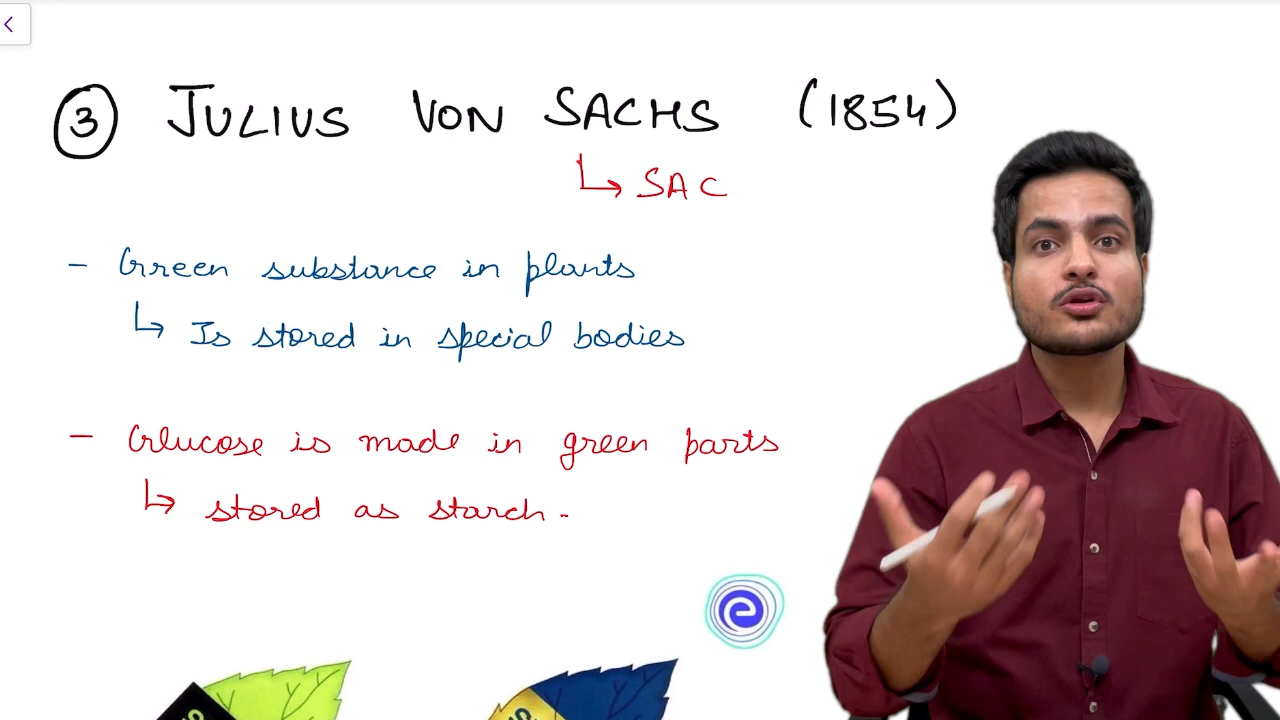 3 JULIUS VON SACHS (1854)
↳ SAC
- Green substance in plants
↳ Is stored in special bodies
- Glucose is made in green parts
↳ stored as starch.
e